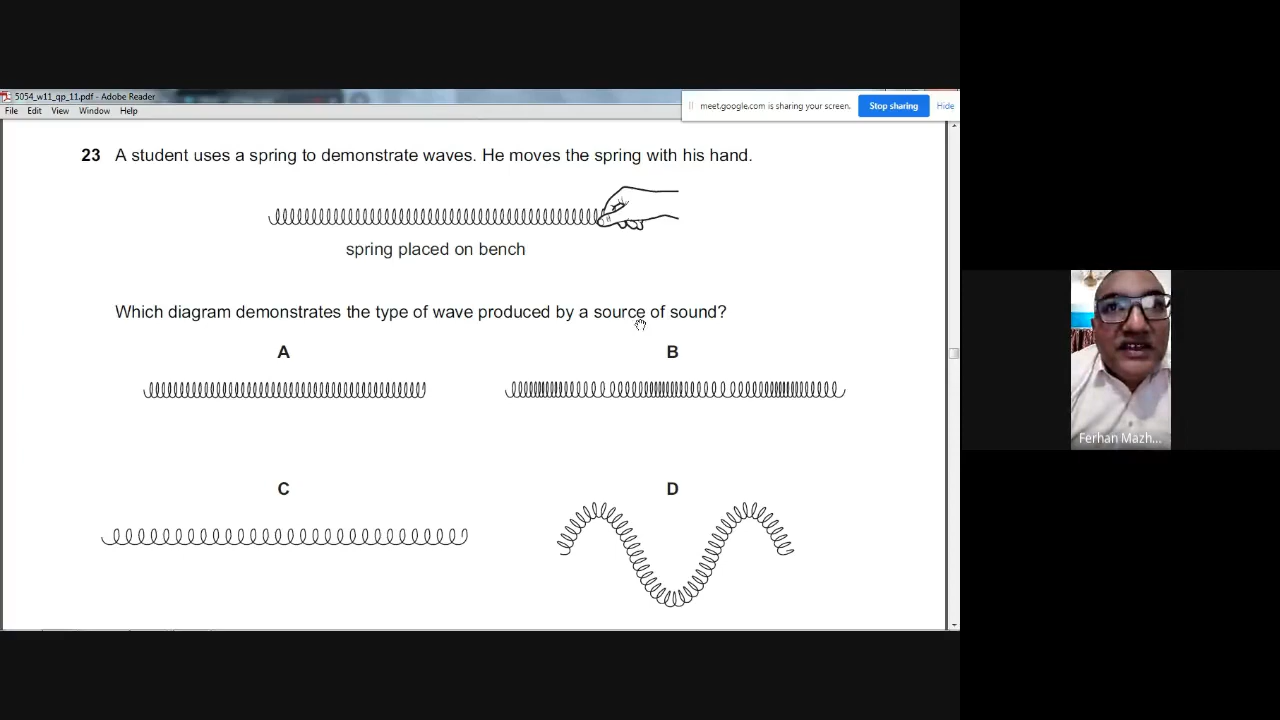 5054_w11_qp_11.pdf - Adobe Reader
File Edit View Window Help
meet.google.com is sharing your screen. Stop sharing Hide
23 A student uses a spring to demonstrate waves. He moves the spring with his hand.
spring placed on bench
Which diagram demonstrates the type of wave produced by a source of sound?
A B
C D
Ferhan Mazh...